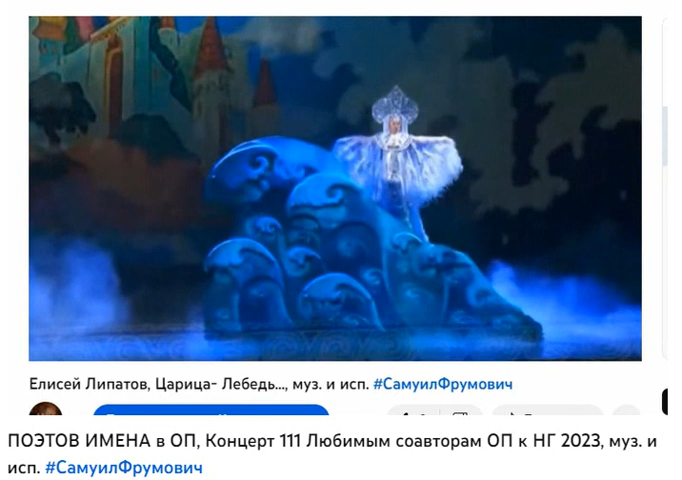 Елисей Липатов, Царица- Лебедь..., муз. и исп. #СамуилФрумович
ПОЭТОВ ИМЕНА в ОП, Концерт 111 Любимым соавторам ОП к НГ 2023, муз. и
исп. #СамуилФрумович